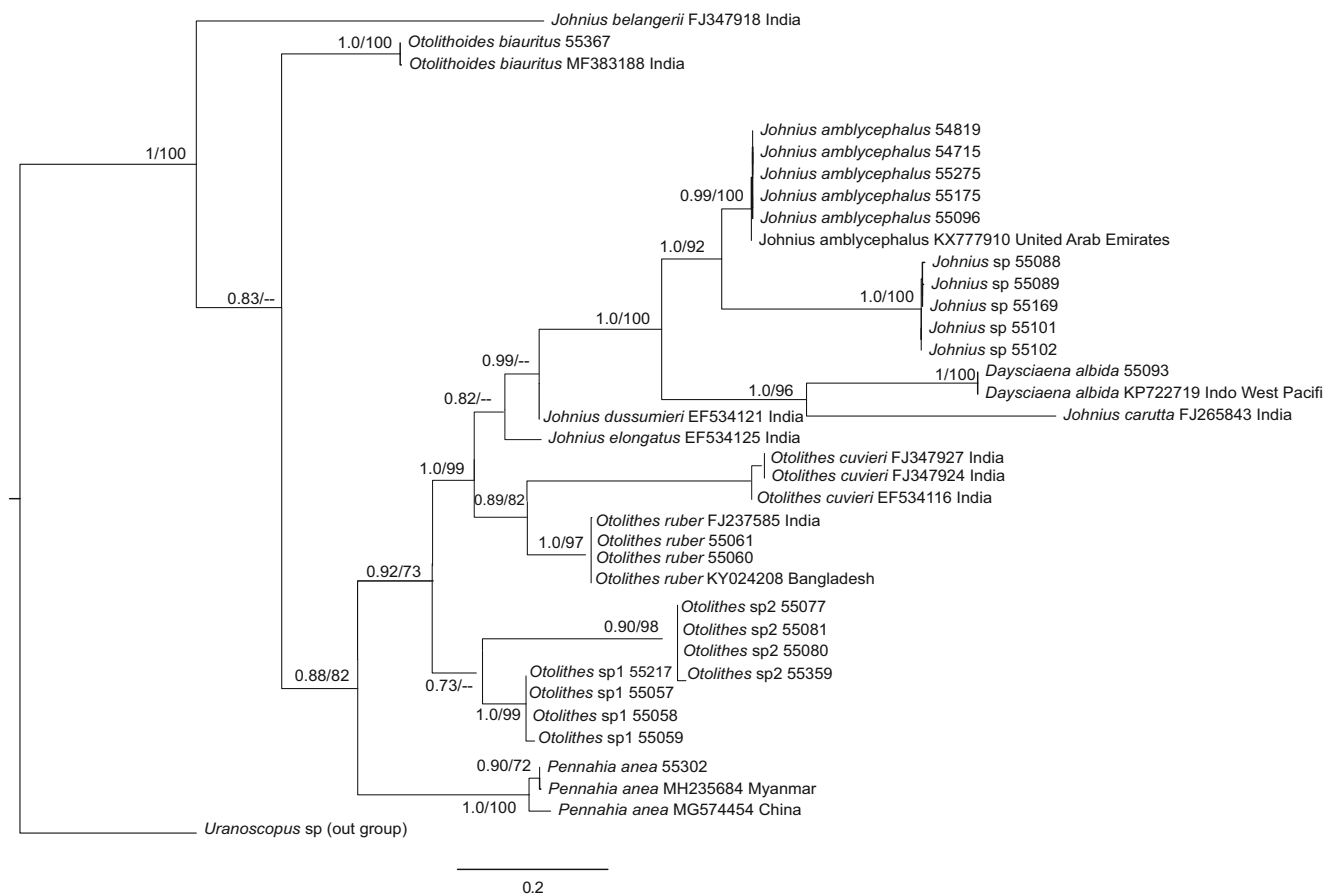 Johnius belangerii FJ347918 India
1.0/100
Otolithoides biauritus 55367
Otolithoides biauritus MF383188 India
Johnius amblycephalus 54819
1/100
Johnius amblycephalus 54715
Johnius amblycephalus 55275
0.99/100
Johnius amblycephalus 55175
Johnius amblycephalus 55096
Johnius amblycephalus KX777910 United Arab Emirates
1.0/92
Johnius sp 55088
Johnius sp 55089
0.83/--
1.0/100
Johnius sp 55169
1.0/100
Johnius sp 55101
Johnius sp 55102
0.99/--
1/100
Daysciaena albida 55093
1.0/96
Daysciaena albida KP722719 Indo West Pacifi
0.82/--
Johnius dussumieri EF534121 India
Johnius carutta FJ265843 India
Johnius elongatus EF534125 India
Otolithes cuvieri FJ347927 India
1.0/99
Otolithes cuvieri FJ347924 India
0.89/82
Otolithes cuvieri EF534116 India
Otolithes ruber FJ237585 India
1.0/97
Otolithes ruber 55061
Otolithes ruber 55060
0.92/73
Otolithes ruber KY024208 Bangladesh
Otolithes sp2 55077
0.90/98
Otolithes sp2 55081
Otolithes sp2 55080
0.88/82
Otolithes sp1 55217
Otolithes sp2 55359
0.73/--
Otolithes sp1 55057
1.0/99
Otolithes sp1 55058
Otolithes sp1 55059
0.90/72
Pennahia anea 55302
Pennahia anea MH235684 Myanmar
1.0/100
Pennahia anea MG574454 China
Uranoscopus sp (out group)
0.2